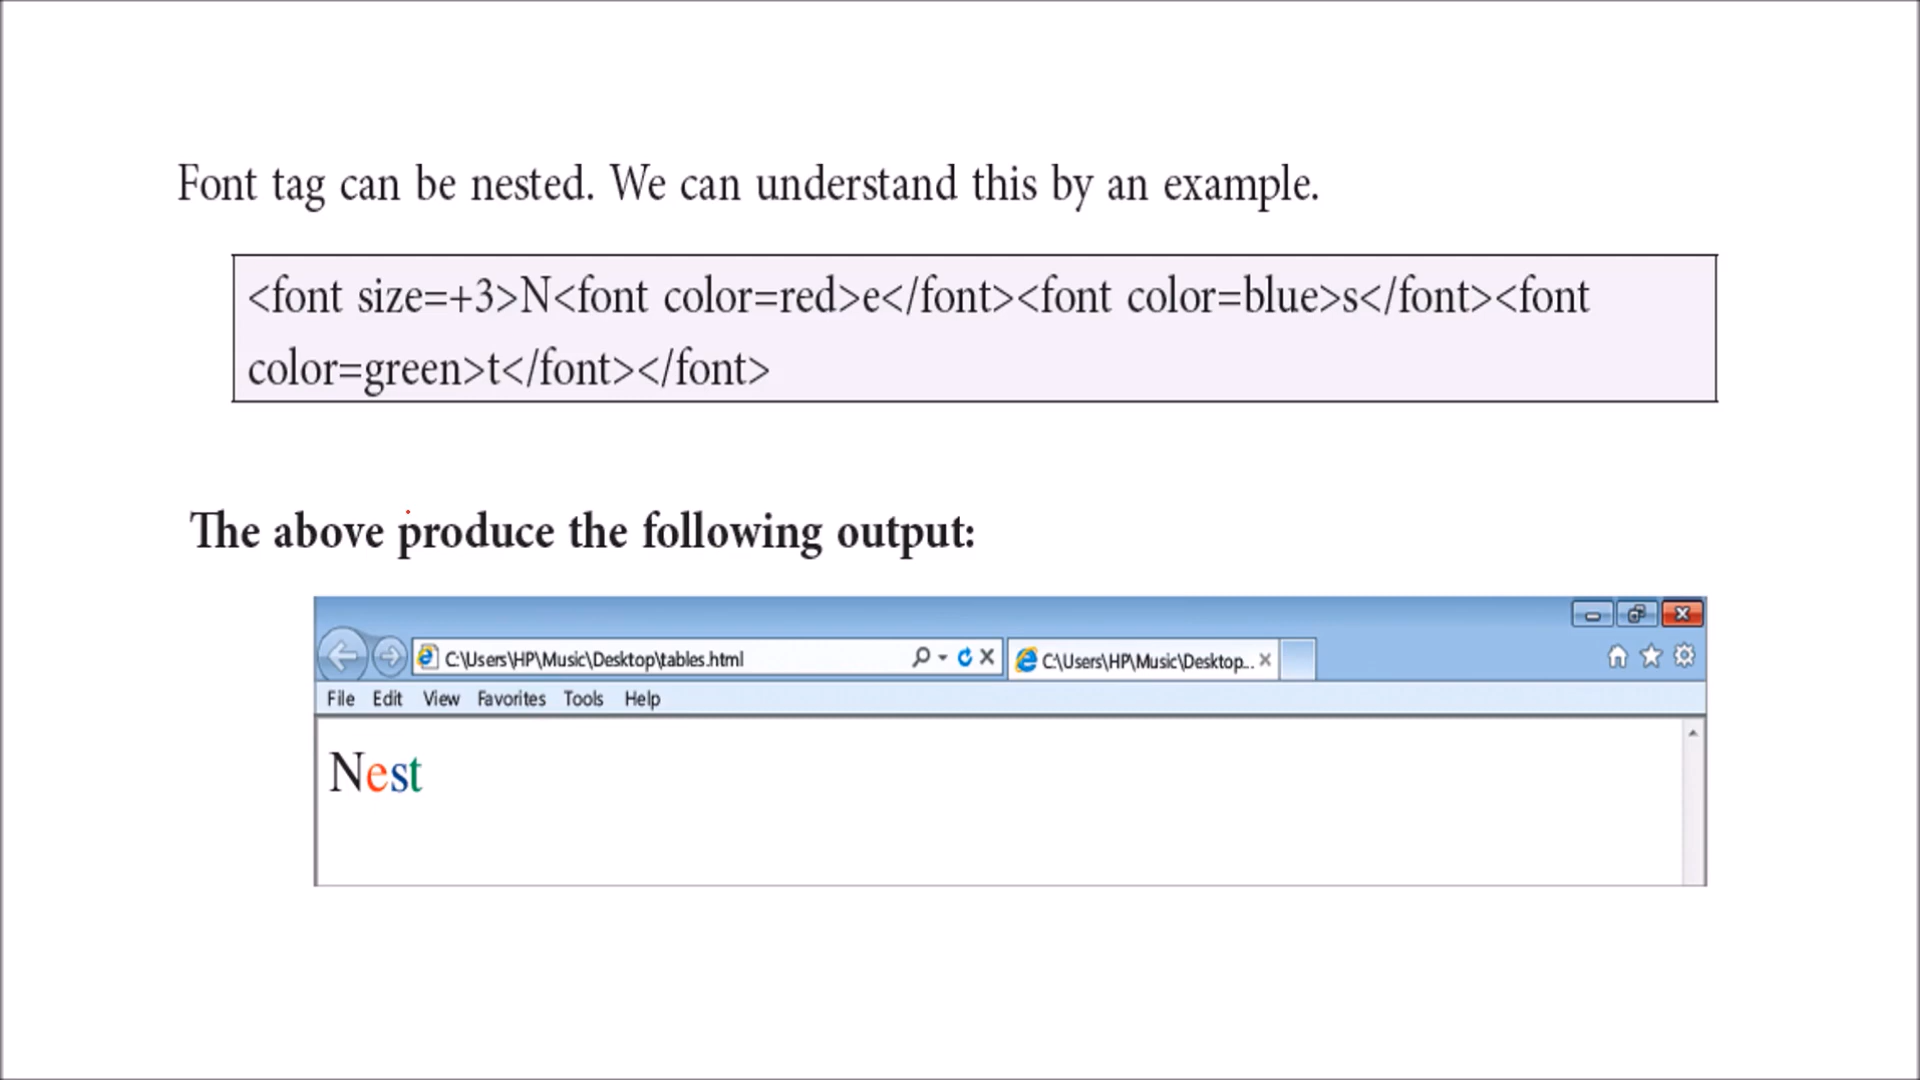 Font tag can be nested. We can understand this by an example.
<font size=+3>N<font color=red>e</font><font color=blue>s</font><font
color=green>t</font></font>
The above produce the following output:
C:\Users\HP\Music\Desktop\tables.html
C:\Users\HP\Music\Desktop...
File Edit View Favorites Tools Help
Nest